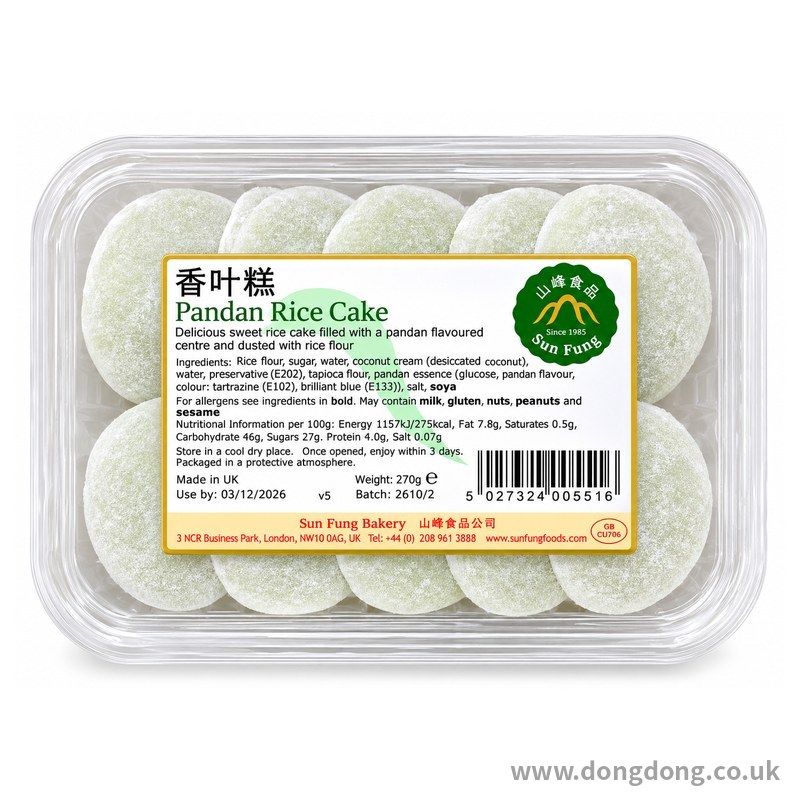 香叶糕
Pandan Rice Cake
Delicious sweet rice cake filled with a pandan flavoured
centre and dusted with rice flour
山峰食品
Since 1985
Sun Fung
Ingredients: Rice flour, sugar, water, coconut cream (desiccated coconut),
water, preservative (E202), tapioca flour, pandan essence (glucose, pandan flavour,
colour: tartrazine (E102), brilliant blue (E133)), salt, soya
For allergens see ingredients in bold. May contain milk, gluten, nuts, peanuts and
sesame
Nutritional Information per 100g: Energy 1157kJ/275kcal, Fat 7.8g, Saturates 0.5g,
Carbohydrate 46g, Sugars 27g. Protein 4.0g, Salt 0.07g
Store in a cool dry place. Once opened, enjoy within 3 days.
Packaged in a protective atmosphere.
Made in UK Weight: 270g ℮
Use by: 03/12/2026 v5 Batch: 2610/2
5 027324 005516
Sun Fung Bakery 山峰食品公司
3 NCR Business Park, London, NW10 0AG, UK Tel: +44 (0) 208 961 3888 www.sunfungfoods.com
GB
CU706
www.dongdong.co.uk